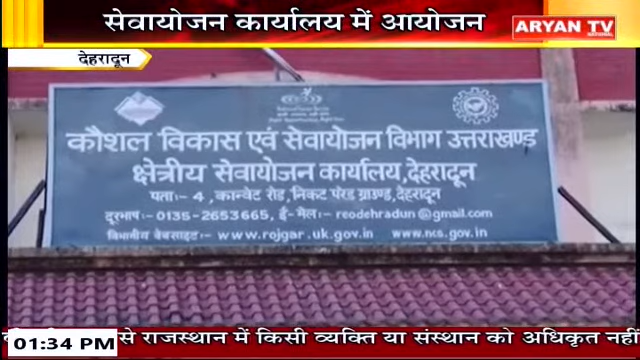 सेवायोजन कार्यालय में आयोजन
ARYAN TV
NATIONAL
देहरादून
कौशल विकास एवं सेवायोजन विभाग उत्तराखण्ड
क्षेत्रीय सेवायोजन कार्यालय,देहरादून
पता:- 4, कान्वेट रोड,निकट परेड ग्राउण्ड,देहरादून
दूरभाष:- 0135-2653665, ई-मेल:- reodehradun@gmail.com
विभागीय वेबसाइट:- www.rojgar.uk.gov.in www.ncs.gov.in
01:34 PM
से राजस्थान में किसी व्यक्ति या संस्थान को अधिकृत नहीं